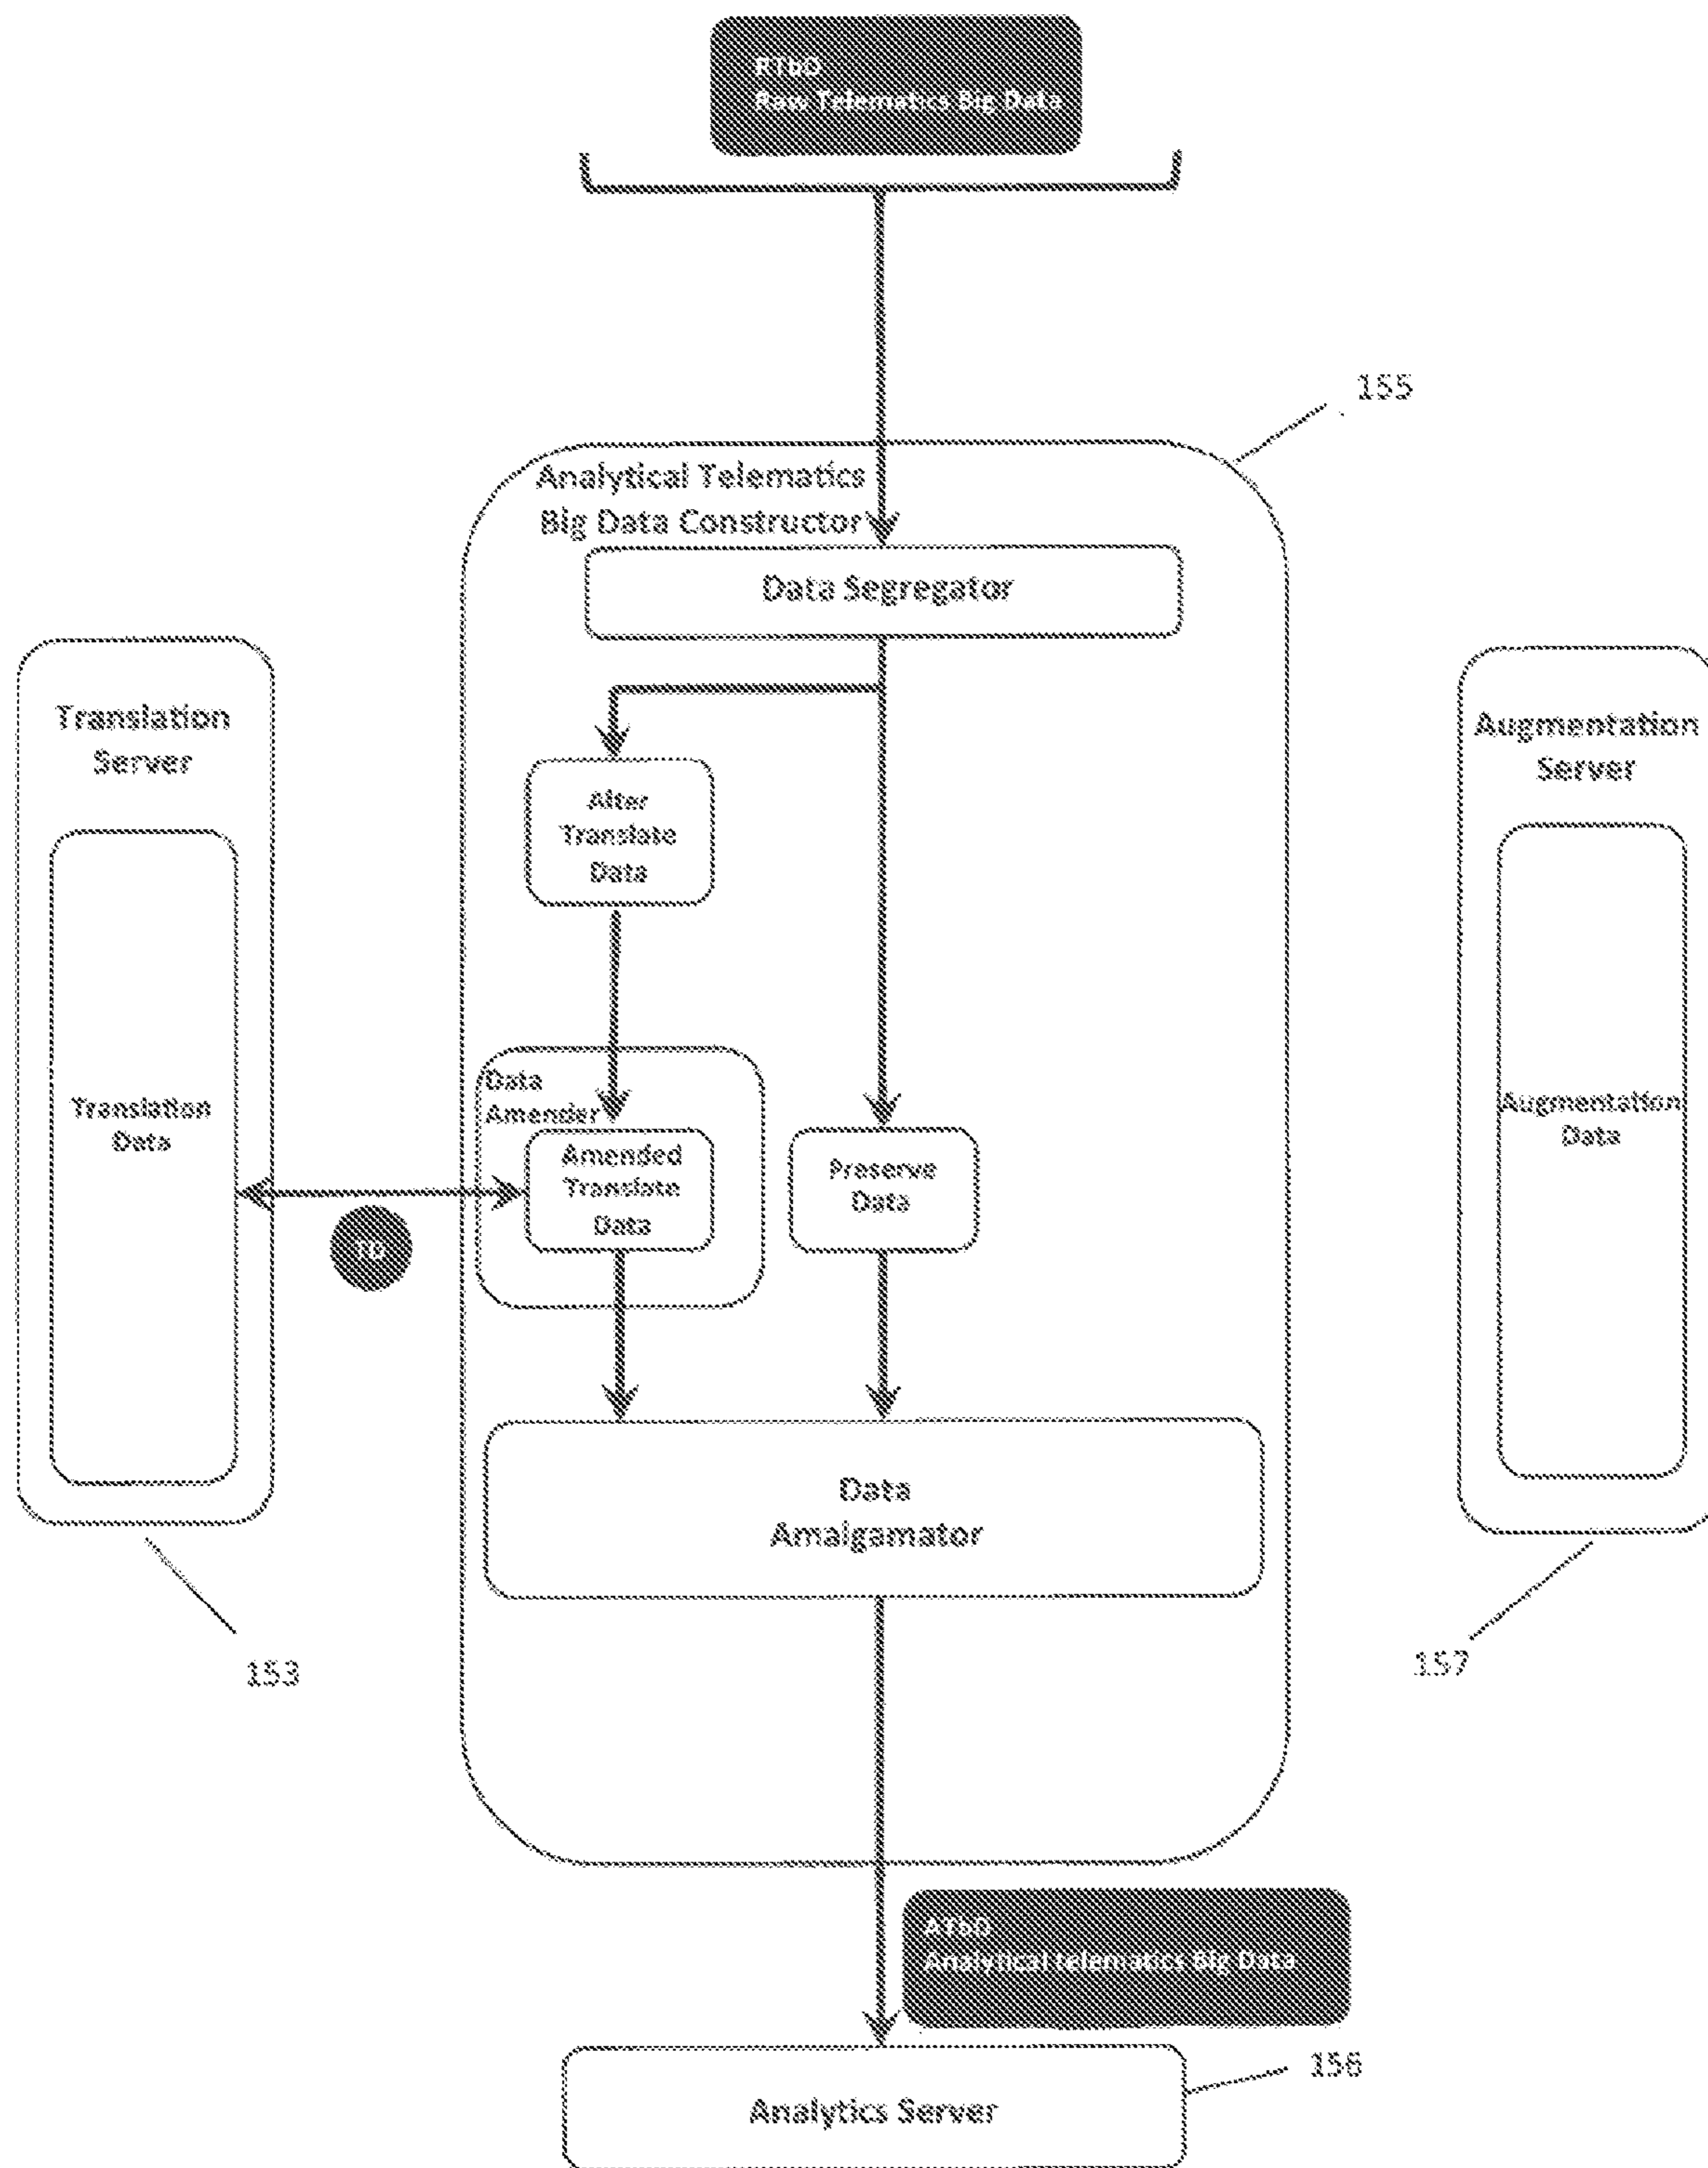 RTbD
Raw Telematics Big Data
155
Analytical Telematics
Big Data Constructor
Data Segregator
Translation
Server
Augmentation
Server
Alter
Translate
Data
Data
Amender
Translation
Data
Amended
Translate
Data
Preserve
Data
Augmentation
Data
TD
Data
Amalgamator
153
157
ATbD
Analytical telematics Big Data
156
Analytics Server